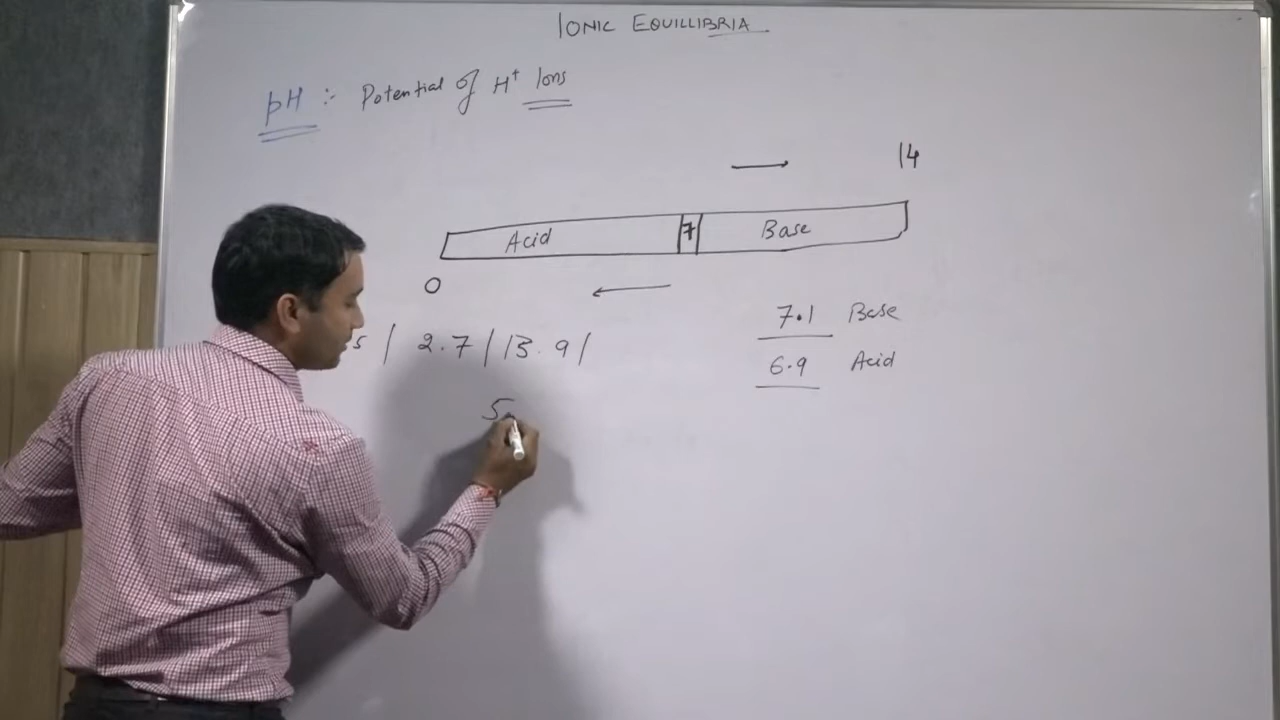 IONIC EQUILLIBRIA
pH :- Potential of H+ Ions
14
Acid 7 Base
0
7.1 Base
s / 2.7 / 13.9 /
6.9 Acid
5